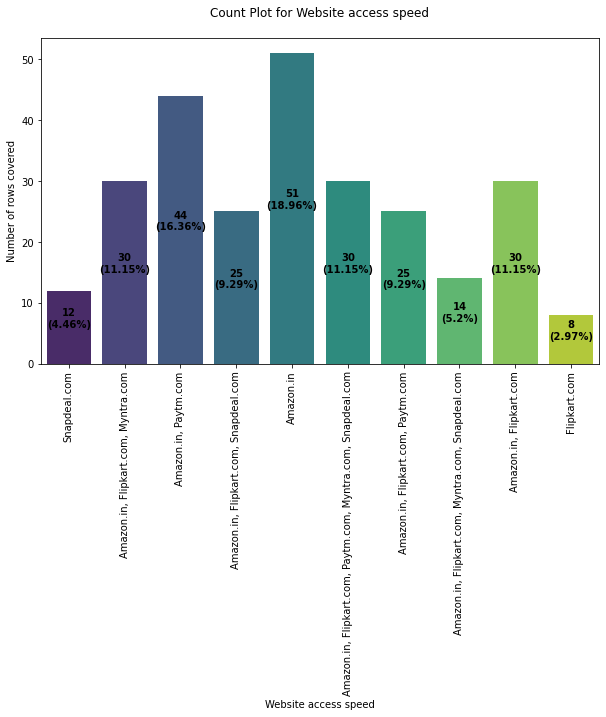 Count Plot for Website access speed
Number of rows covered
50
40
30
20
10
0
12
(4.46%)
30
(11.15%)
44
(16.36%)
25
(9.29%)
51
(18.96%)
30
(11.15%)
25
(9.29%)
14
(5.2%)
30
(11.15%)
8
(2.97%)
Snapdeal.com
Amazon.in, Flipkart.com, Myntra.com
Amazon.in, Paytm.com
Amazon.in, Flipkart.com, Snapdeal.com
Amazon.in
Amazon.in, Flipkart.com, Paytm.com, Myntra.com, Snapdeal.com
Amazon.in, Flipkart.com, Paytm.com
Amazon.in, Flipkart.com, Myntra.com, Snapdeal.com
Amazon.in, Flipkart.com
Flipkart.com
Website access speed